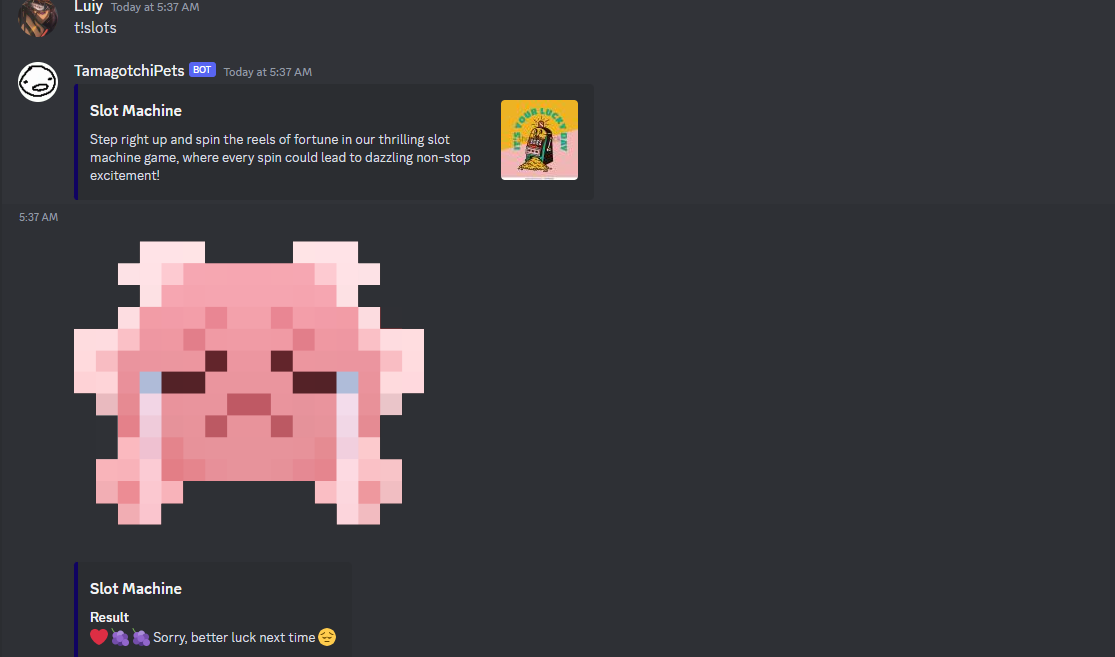 Luiy Today at 5:37 AM
t!slots
TamagotchiPets BOT Today at 5:37 AM
Slot Machine
Step right up and spin the reels of fortune in our thrilling slot
machine game, where every spin could lead to dazzling non-stop
excitement!
IT'S YOUR LUCKY DAY
5:37 AM
Slot Machine
Result
❤️🍇🍇 Sorry, better luck next time 😔